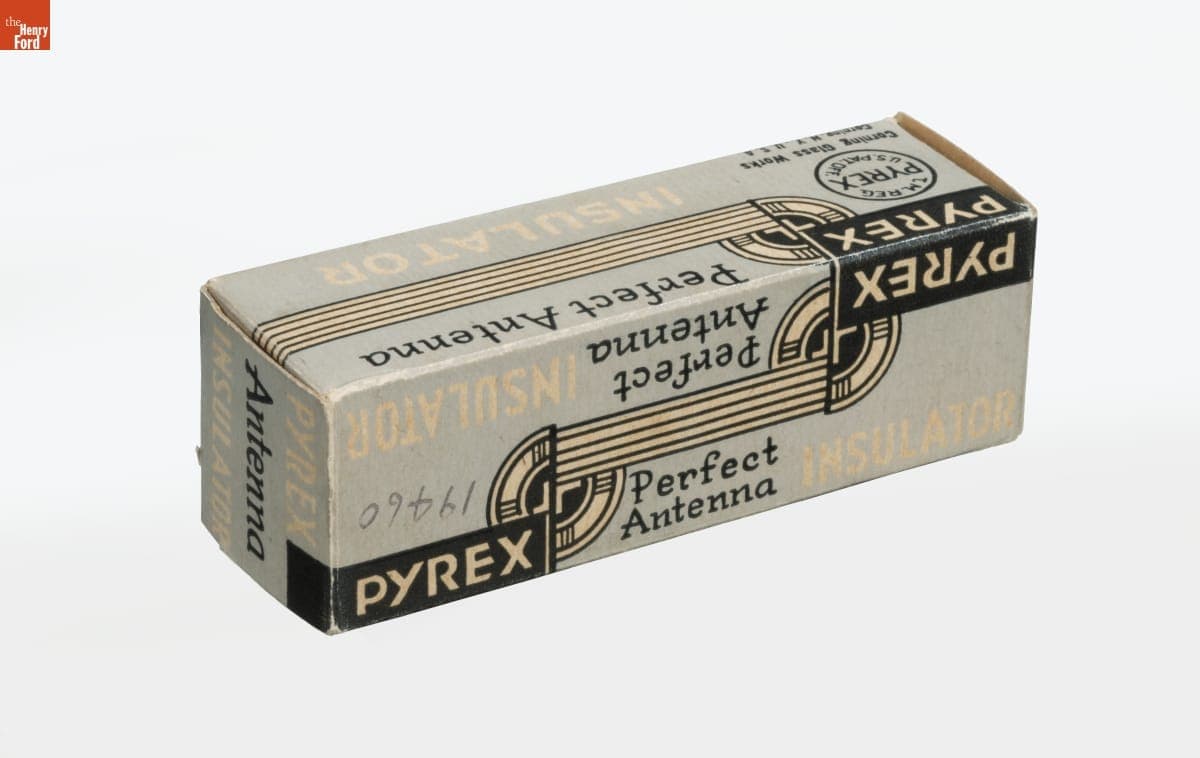 the
Henry
Ford
Corning Glass Works
Corning, N.Y. U.S.A.
T.M. REG.
PYREX
U.S. PAT. OFF.
PYREX
INSULATOR
Perfect Antenna
PYREX
Perfect
Antenna
INSULATOR
PYREX
Perfect
Antenna
INSULATOR
19460
PYREX
Antenna
INSULATOR